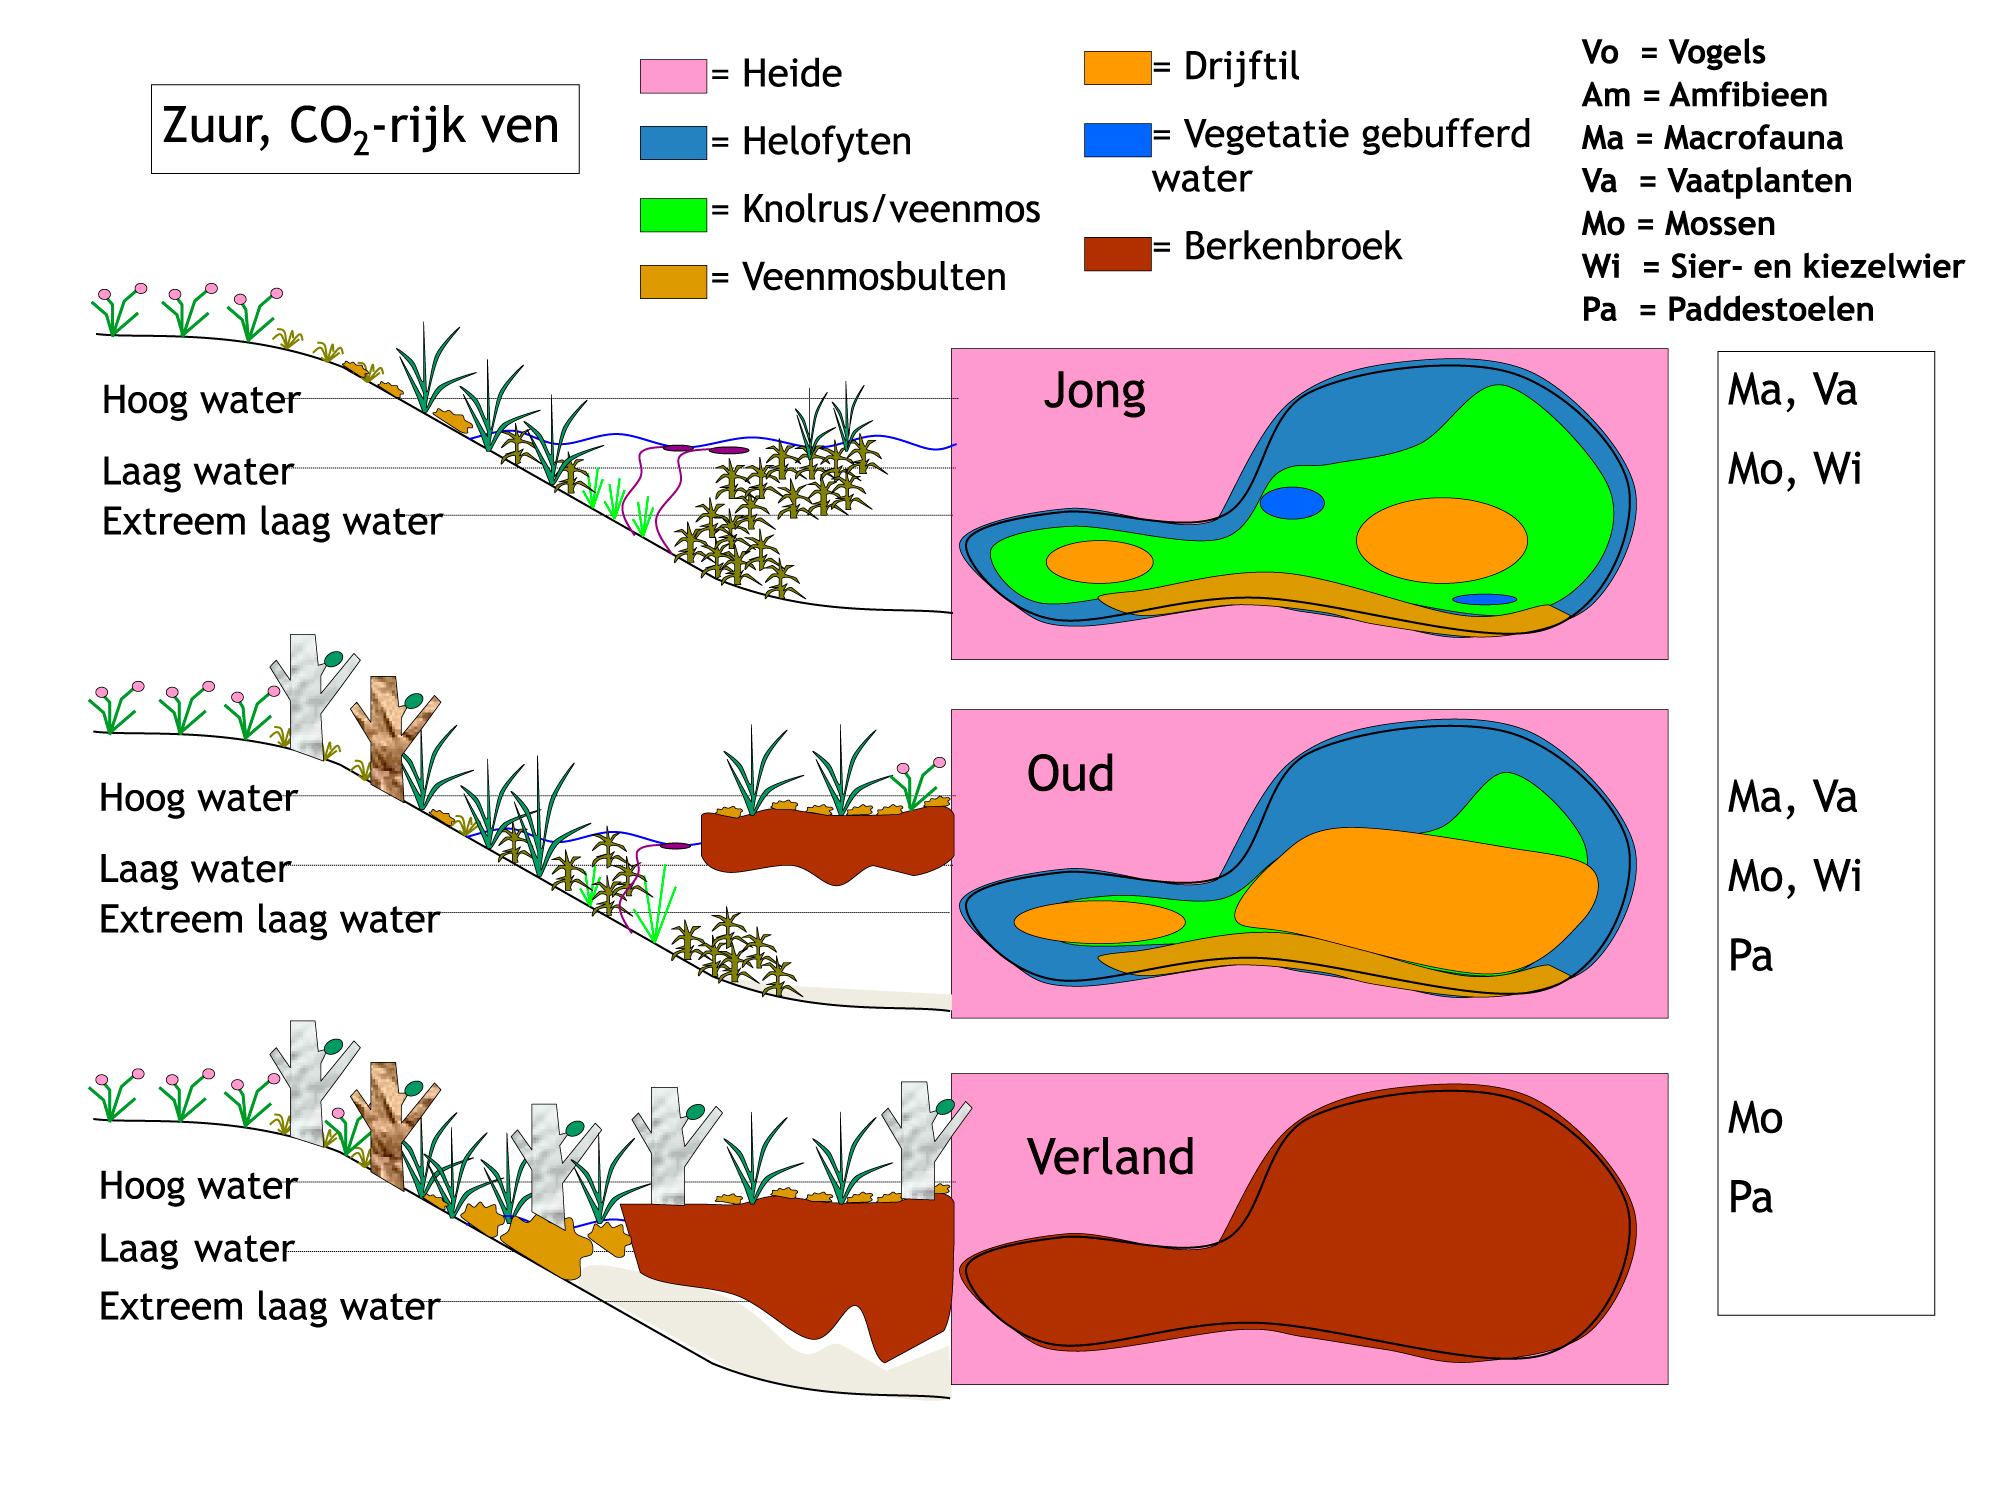 Zuur, CO₂-rijk ven
= Heide
= Helofyten
= Knolrus/veenmos
= Veenmosbulten
= Drijftil
= Vegetatie gebufferd
water
= Berkenbroek
Vo = Vogels
Am = Amfibieen
Ma = Macrofauna
Va = Vaatplanten
Mo = Mossen
Wi = Sier- en kiezelwier
Pa = Paddestoelen
Hoog water
Laag water
Extreem laag water
Jong
Ma, Va
Mo, Wi
Hoog water
Laag water
Extreem laag water
Oud
Ma, Va
Mo, Wi
Pa
Hoog water
Laag water
Extreem laag water
Verland
Mo
Pa